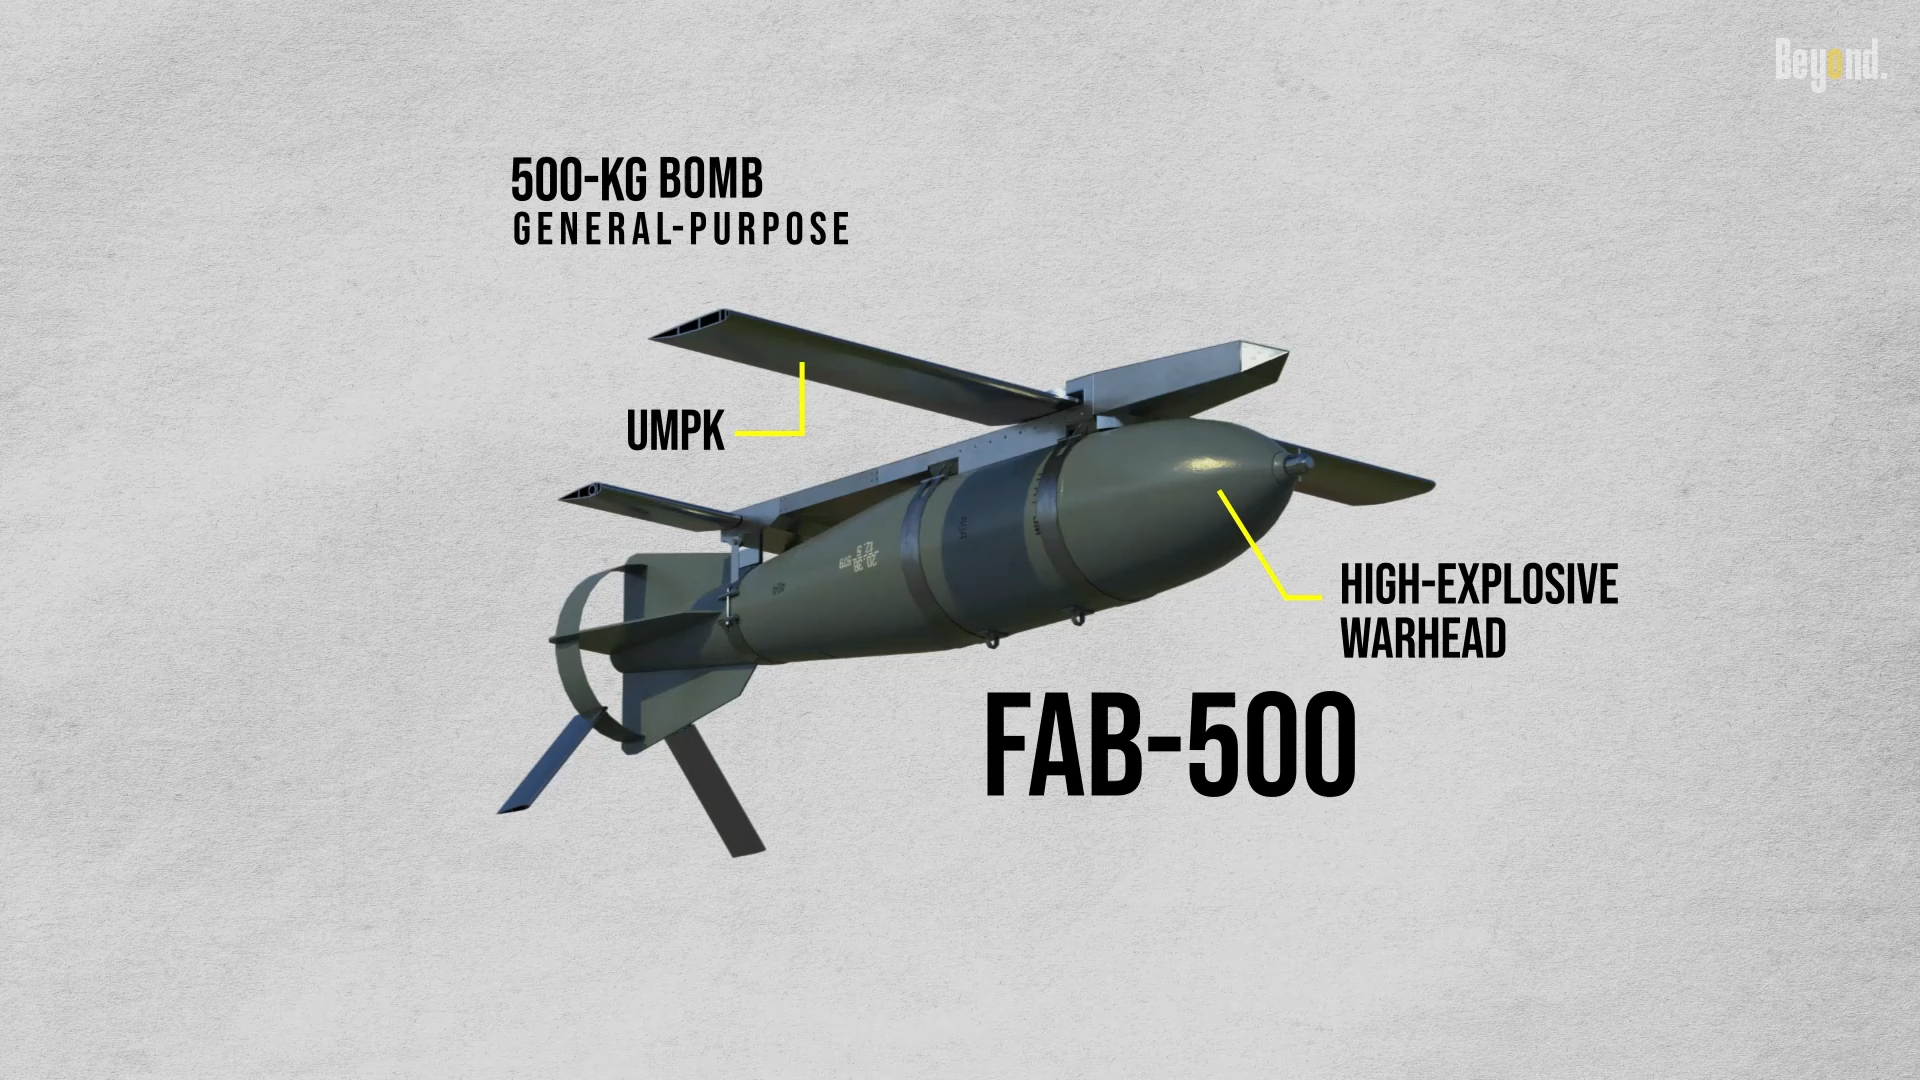 Beyond.
500-KG BOMB
GENERAL-PURPOSE
UMPK
HIGH-EXPLOSIVE
WARHEAD
FAB-500